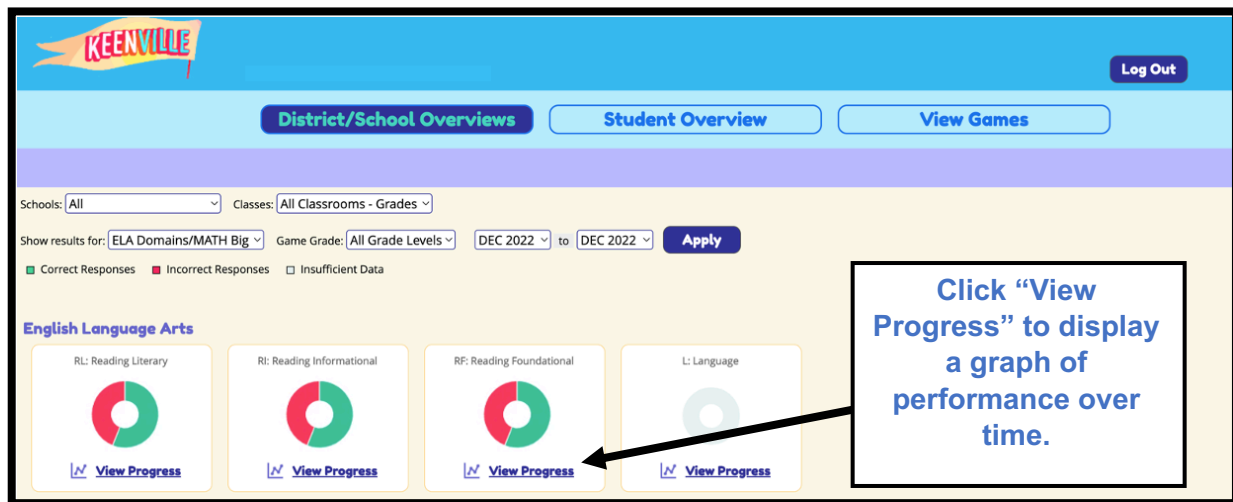 KEENVILLE
Log Out
District/School Overviews Student Overview View Games
Schools: All Classes: All Classrooms - Grades
Show results for: ELA Domains/MATH Big Game Grade: All Grade Levels DEC 2022 to DEC 2022 Apply
Correct Responses Incorrect Responses Insufficient Data
English Language Arts
RL: Reading Literary RI: Reading Informational RF: Reading Foundational L: Language
View Progress View Progress View Progress View Progress
Click “View
Progress” to display
a graph of
performance over
time.